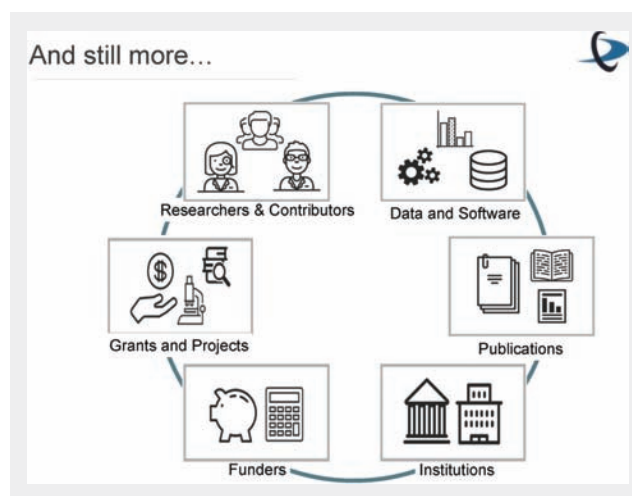 And still more...
Researchers & Contributors
Data and Software
$
Grants and Projects
Publications
Funders
Institutions